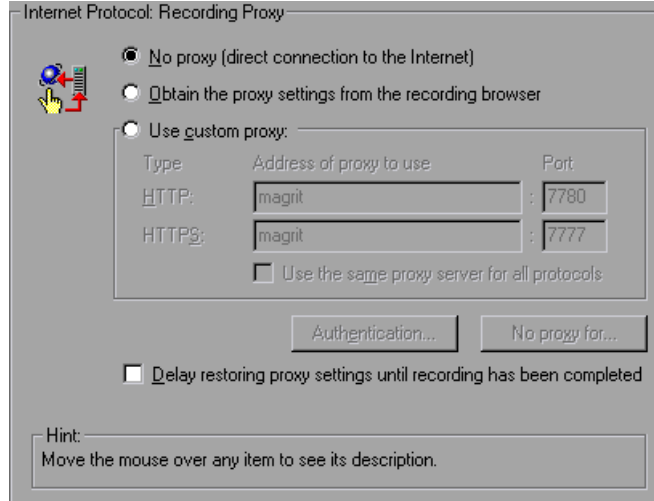 Internet Protocol: Recording Proxy
No proxy (direct connection to the Internet)
Obtain the proxy settings from the recording browser
Use custom proxy:
Type Address of proxy to use Port
HTTP: magrit : 7780
HTTPS: magrit : 7777
Use the same proxy server for all protocols
Authentication... No proxy for...
Delay restoring proxy settings until recording has been completed
Hint:
Move the mouse over any item to see its description.